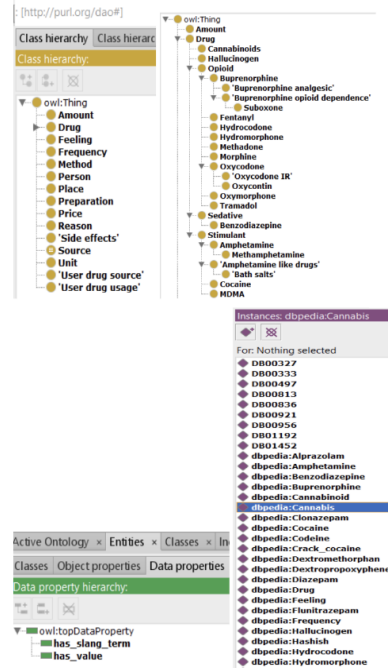 : [http://purl.org/dao#]
Class hierarchy Class hierarc
Class hierarchy:
owl:Thing
Amount
Drug
Feeling
Frequency
Method
Person
Place
Preparation
Price
Reason
'Side effects'
Source
Unit
'User drug source'
'User drug usage'
owl:Thing
Amount
Drug
Cannabinoids
Hallucinogen
Opioid
Buprenorphine
'Buprenorphine analgesic'
'Buprenorphine opioid dependence'
Suboxone
Fentanyl
Hydrocodone
Hydromorphone
Methadone
Morphine
Oxycodone
'Oxycodone IR'
Oxycontin
Oxymorphone
Tramadol
Sedative
Benzodiazepine
Stimulant
Amphetamine
Methamphetamine
'Amphetamine like drugs'
'Bath salts'
Cocaine
MDMA
Instances: dbpedia:Cannabis
For: Nothing selected
DB00327
DB00333
DB00497
DB00813
DB00836
DB00921
DB00956
DB01192
DB01452
dbpedia:Alprazolam
dbpedia:Amphetamine
dbpedia:Benzodiazepine
dbpedia:Buprenorphine
dbpedia:Cannabinoid
dbpedia:Cannabis
dbpedia:Clonazepam
dbpedia:Cocaine
dbpedia:Codeine
dbpedia:Crack_cocaine
dbpedia:Dextromethorphan
dbpedia:Dextropropoxyphene
dbpedia:Diazepam
dbpedia:Drug
dbpedia:Feeling
dbpedia:Flunitrazepam
dbpedia:Frequency
dbpedia:Hallucinogen
dbpedia:Hashish
dbpedia:Hydrocodone
dbpedia:Hydromorphone
Active Ontology × Entities × Classes × In
Classes Object properties Data properties
Data property hierarchy:
owl:topDataProperty
has_slang_term
has_value